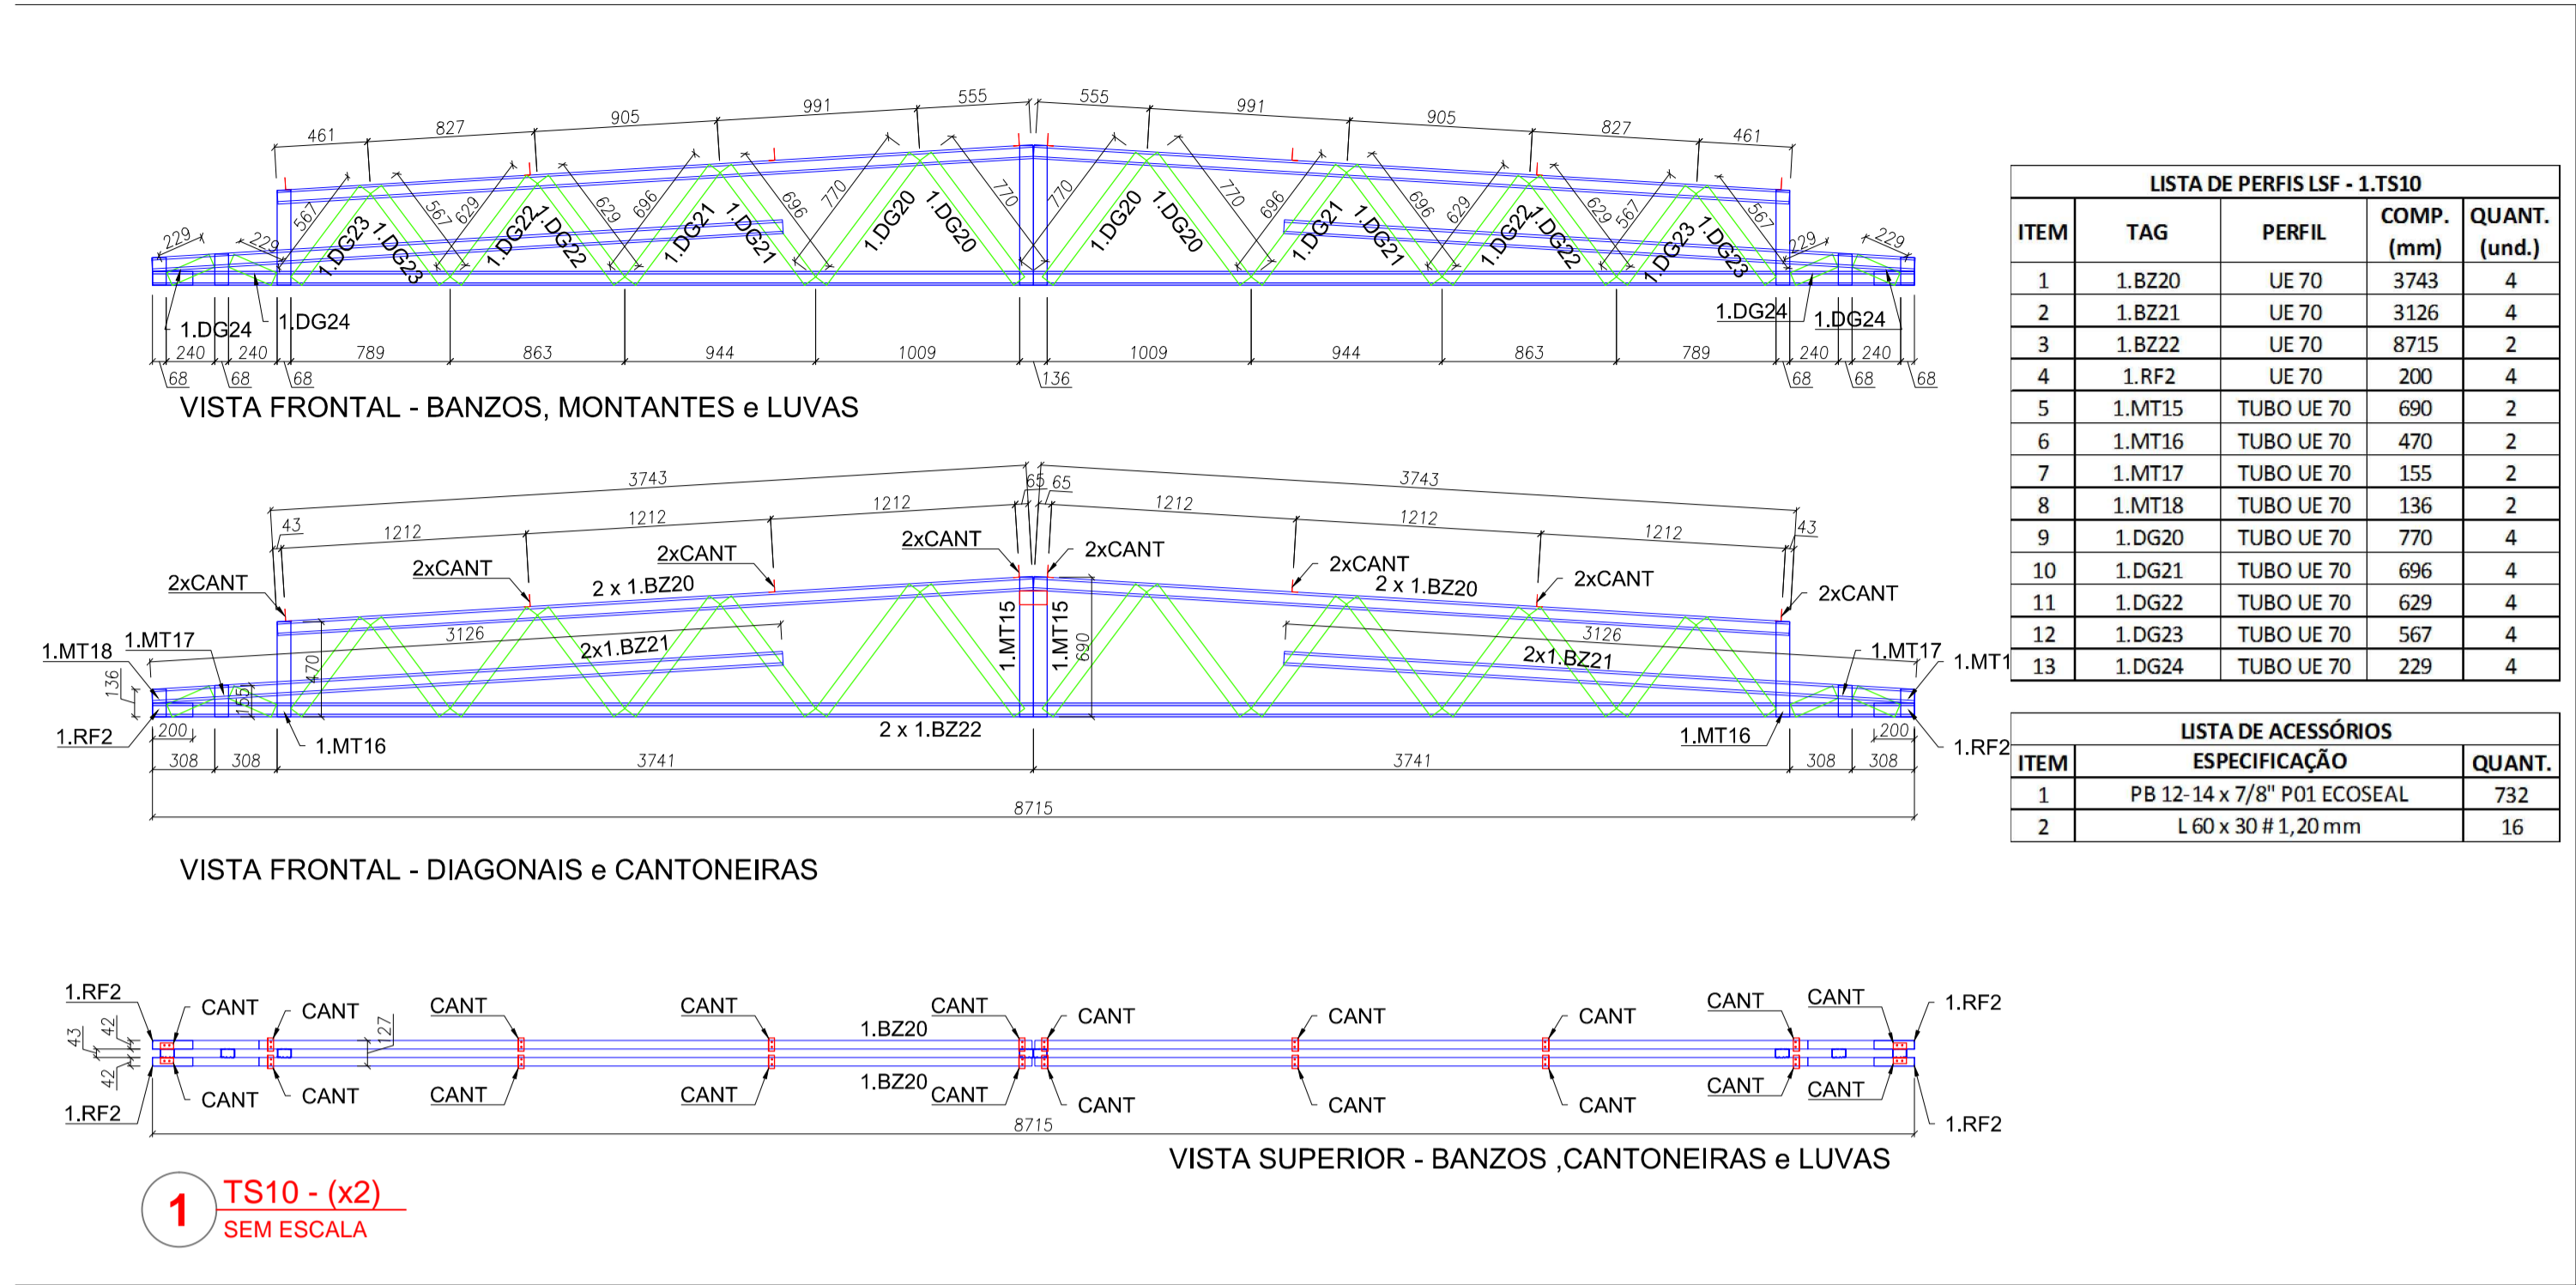 555 555
991 991
905 905
827 827
461 461
567 567 629 629 696 696 770 770 770 770 696 696 629 629 567 567
229 229 229 229
1.DG23 1.DG23 1.DG22 1.DG22 1.DG21 1.DG21 1.DG20 1.DG20 1.DG20 1.DG20 1.DG21 1.DG21 1.DG22 1.DG22 1.DG23 1.DG23
1.DG24 1.DG24 1.DG24 1.DG24
240 240 789 863 944 1009 1009 944 863 789 240 240
68 68 68 136 68 68 68
VISTA FRONTAL - BANZOS, MONTANTES e LUVAS
3743 3743
65 65
1212 1212 1212 1212 1212 1212
43 43
2xCANT 2xCANT 2xCANT 2xCANT 2xCANT 2xCANT 2xCANT 2xCANT
2 x 1.BZ20 2 x 1.BZ20
3126 3126
2x1.BZ21 2x1.BZ21
1.MT18 1.MT17 1.MT15 1.MT15 1.MT17 1.MT1
136 155 470 690
1.RF2 200 1.MT16 2 x 1.BZ22 1.MT16 200 1.RF2
308 308 3741 3741 308 308
8715
VISTA FRONTAL - DIAGONAIS e CANTONEIRAS
1.RF2 CANT CANT CANT CANT CANT CANT CANT CANT CANT CANT 1.RF2
43 42 127 1.BZ20
42 1.BZ20
1.RF2 CANT CANT CANT CANT CANT CANT CANT CANT CANT CANT 1.RF2
8715
VISTA SUPERIOR - BANZOS ,CANTONEIRAS e LUVAS
1 TS10 - (x2)
SEM ESCALA
LISTA DE PERFIS LSF - 1.TS10
ITEM TAG PERFIL COMP. (mm) QUANT. (und.)
1 1.BZ20 UE 70 3743 4
2 1.BZ21 UE 70 3126 4
3 1.BZ22 UE 70 8715 2
4 1.RF2 UE 70 200 4
5 1.MT15 TUBO UE 70 690 2
6 1.MT16 TUBO UE 70 470 2
7 1.MT17 TUBO UE 70 155 2
8 1.MT18 TUBO UE 70 136 2
9 1.DG20 TUBO UE 70 770 4
10 1.DG21 TUBO UE 70 696 4
11 1.DG22 TUBO UE 70 629 4
12 1.DG23 TUBO UE 70 567 4
13 1.DG24 TUBO UE 70 229 4
LISTA DE ACESSÓRIOS
ITEM ESPECIFICAÇÃO QUANT.
1 PB 12-14 x 7/8" P01 ECOSEAL 732
2 L 60 x 30 # 1,20 mm 16